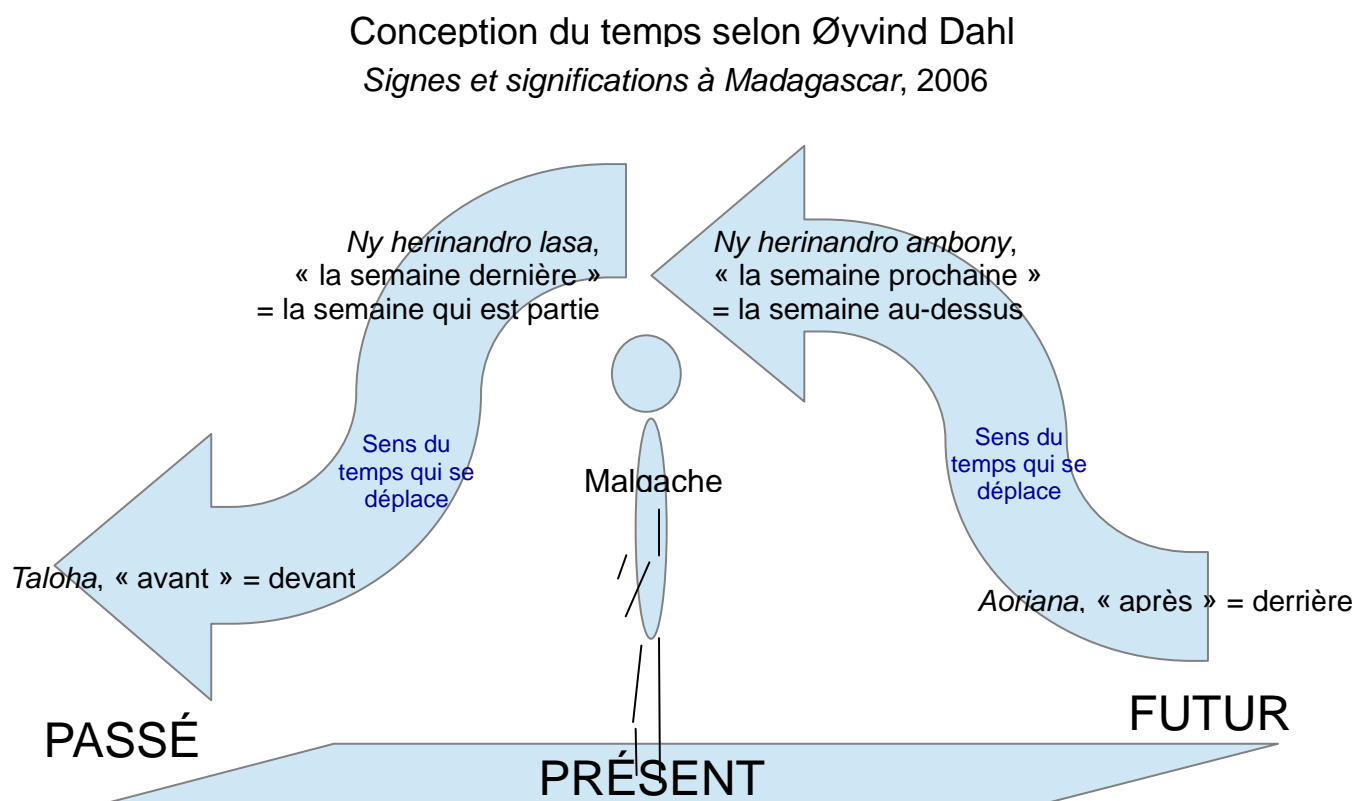 Conception du temps selon Øyvind Dahl
Signes et significations à Madagascar, 2006
Ny herinandro lasa,
« la semaine dernière »
= la semaine qui est partie
Ny herinandro ambony,
« la semaine prochaine »
= la semaine au-dessus
Sens du
temps qui se
déplace
Malgache
Sens du
temps qui se
déplace
Taloha, « avant » = devant
Aoriana, « après » = derrière
PASSÉ
FUTUR
PRÉSENT